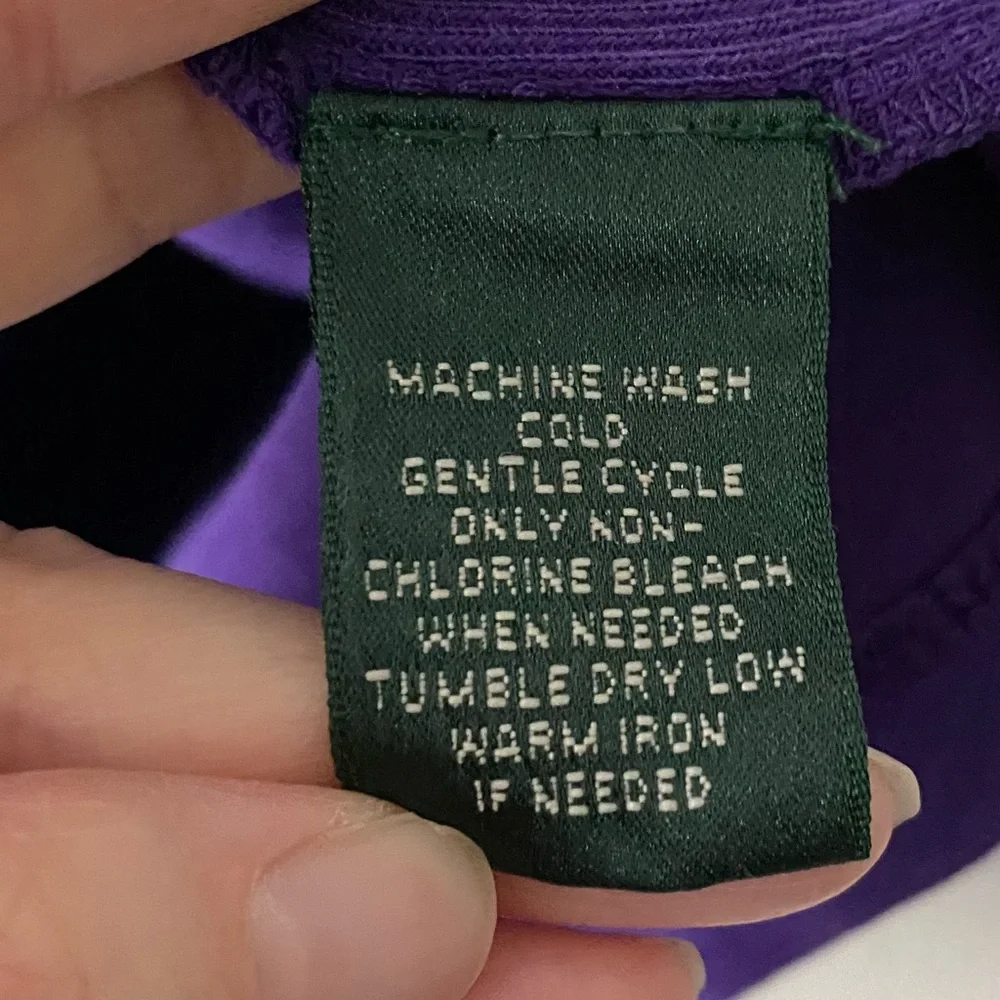 MACHINE WASH
COLD
GENTLE CYCLE
ONLY NON-
CHLORINE BLEACH
WHEN NEEDED
TUMBLE DRY LOW
WARM IRON
IF NEEDED